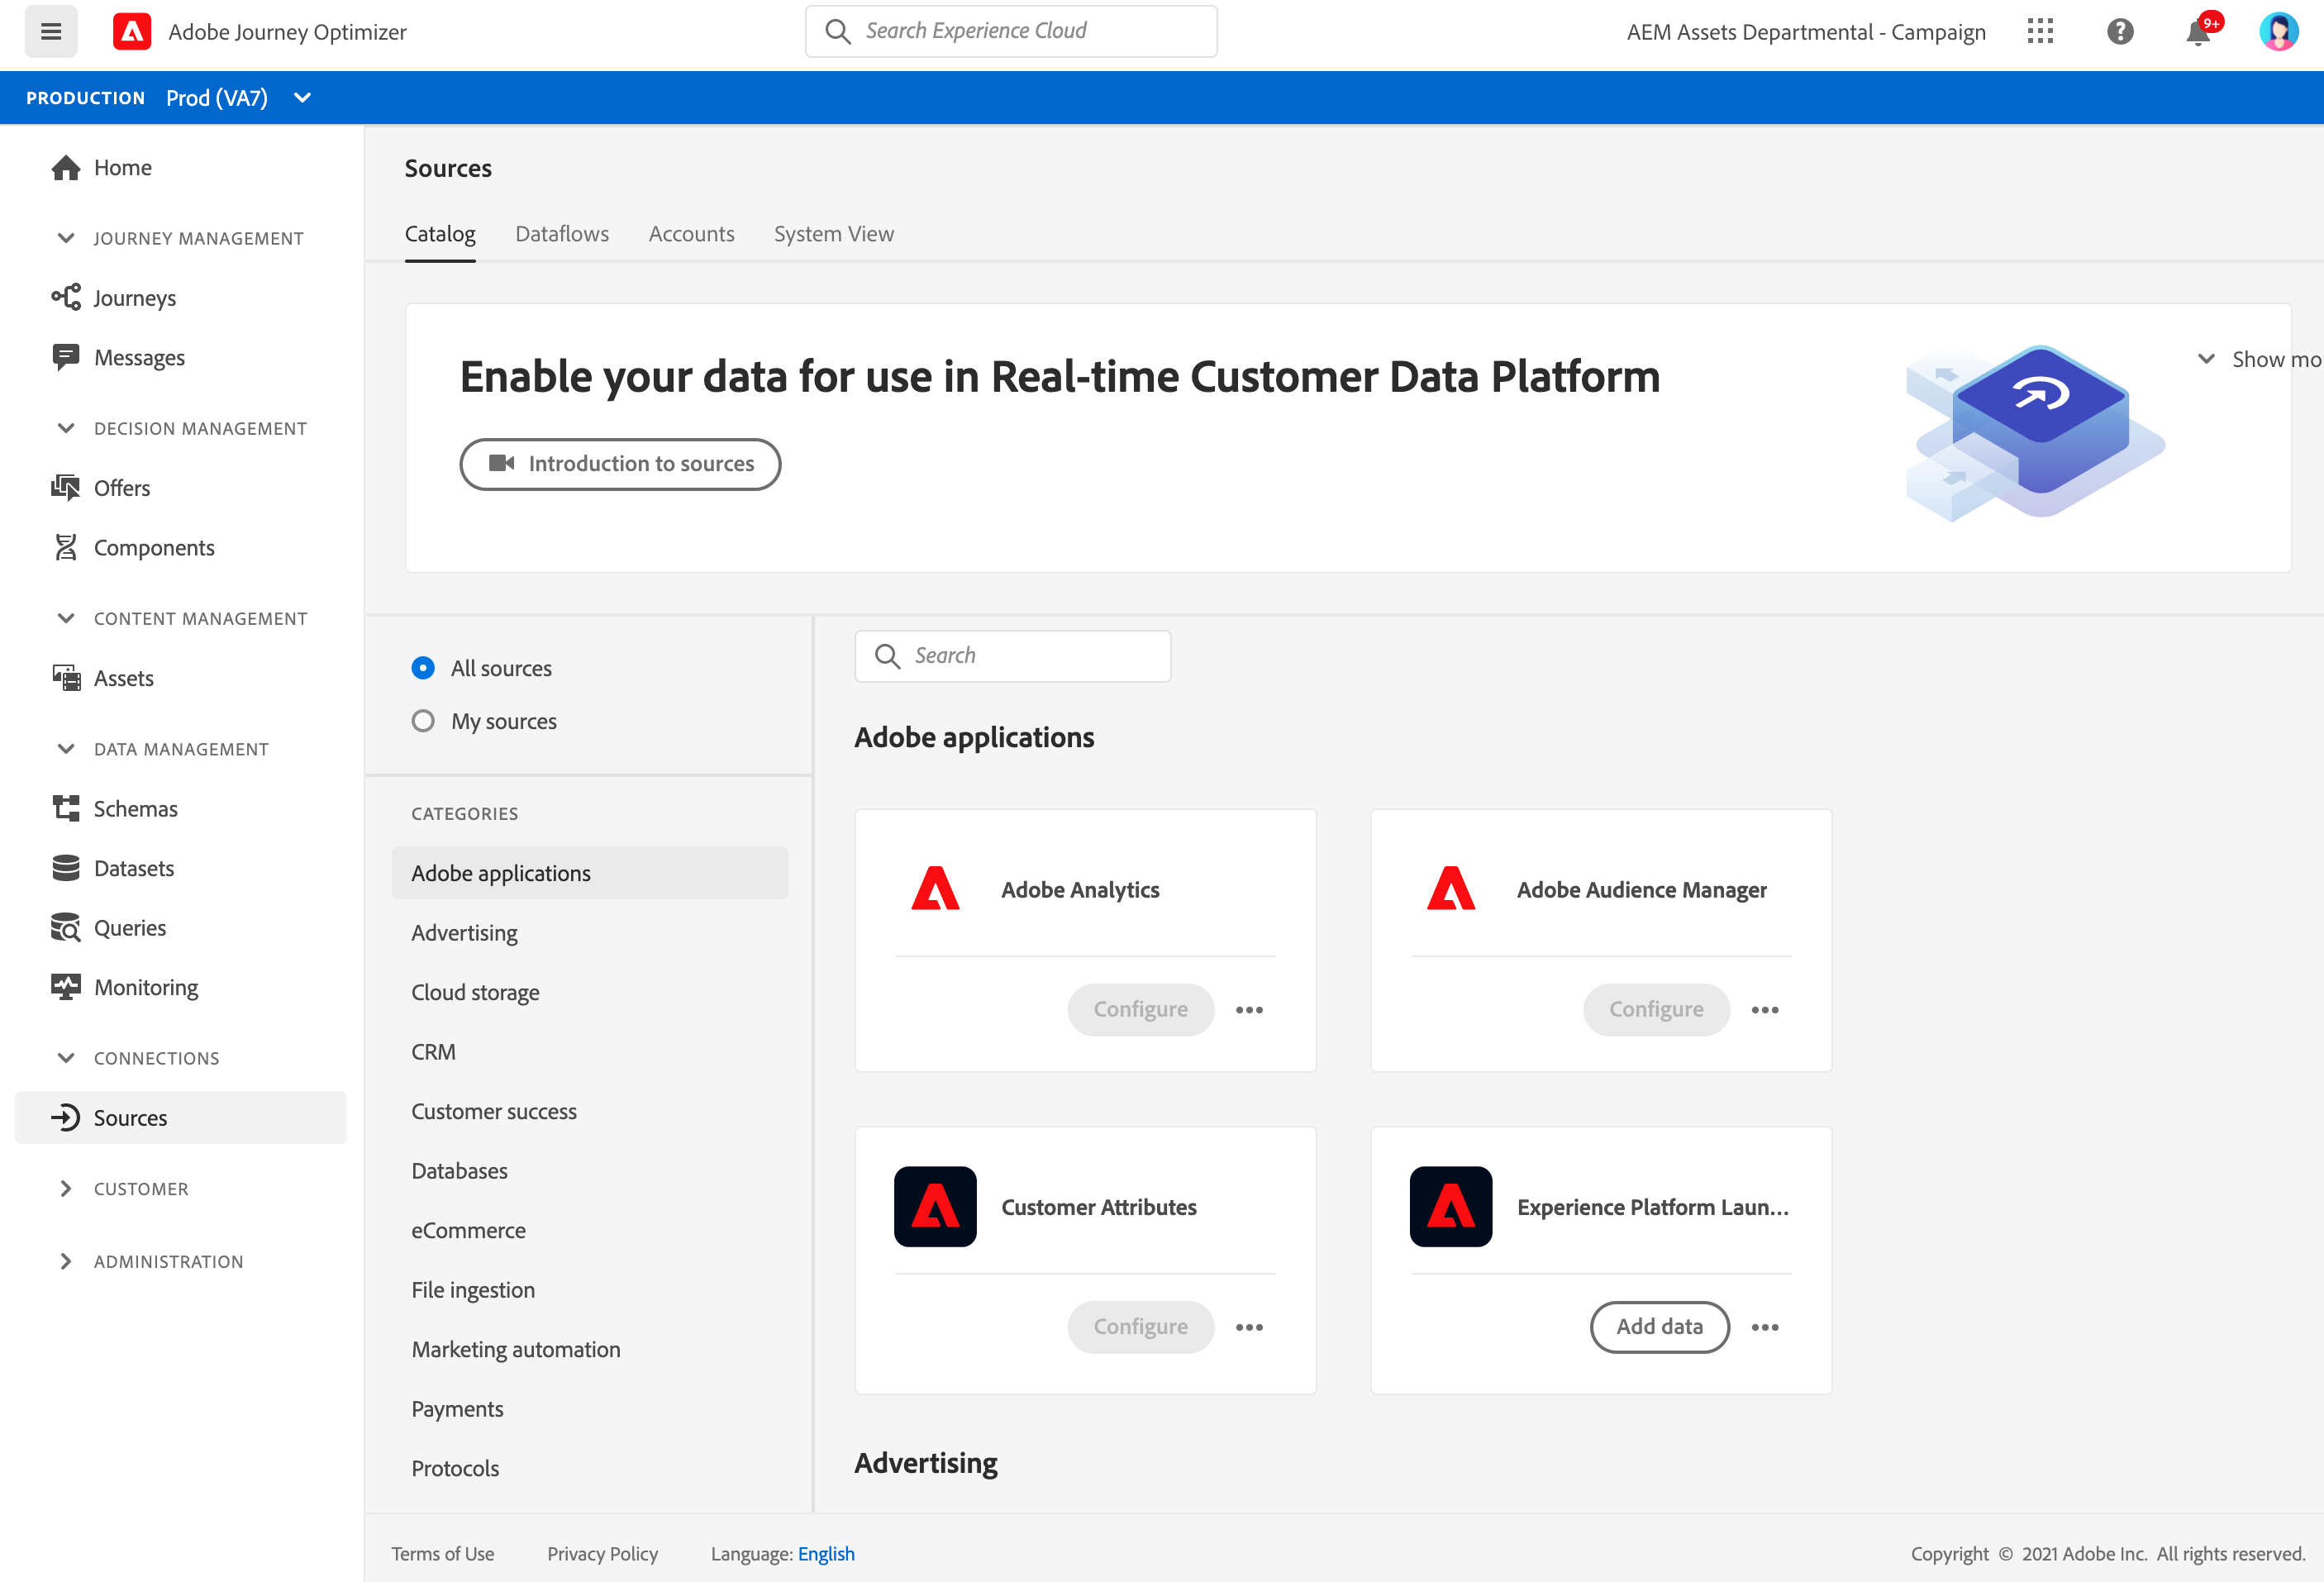 Adobe Journey Optimizer
Search Experience Cloud
AEM Assets Departmental - Campaign
9+
PRODUCTION Prod (VA7)
Home
JOURNEY MANAGEMENT
Journeys
Messages
DECISION MANAGEMENT
Offers
Components
CONTENT MANAGEMENT
Assets
DATA MANAGEMENT
Schemas
Datasets
Queries
Monitoring
CONNECTIONS
Sources
CUSTOMER
ADMINISTRATION
Sources
Catalog Dataflows Accounts System View
Enable your data for use in Real-time Customer Data Platform
Show mo
Introduction to sources
All sources
My sources
CATEGORIES
Adobe applications
Advertising
Cloud storage
CRM
Customer success
Databases
eCommerce
File ingestion
Marketing automation
Payments
Protocols
Search
Adobe applications
Adobe Analytics
Configure
Adobe Audience Manager
Configure
Customer Attributes
Configure
Experience Platform Laun...
Add data
Advertising
Terms of Use Privacy Policy Language: English
Copyright © 2021 Adobe Inc. All rights reserved.